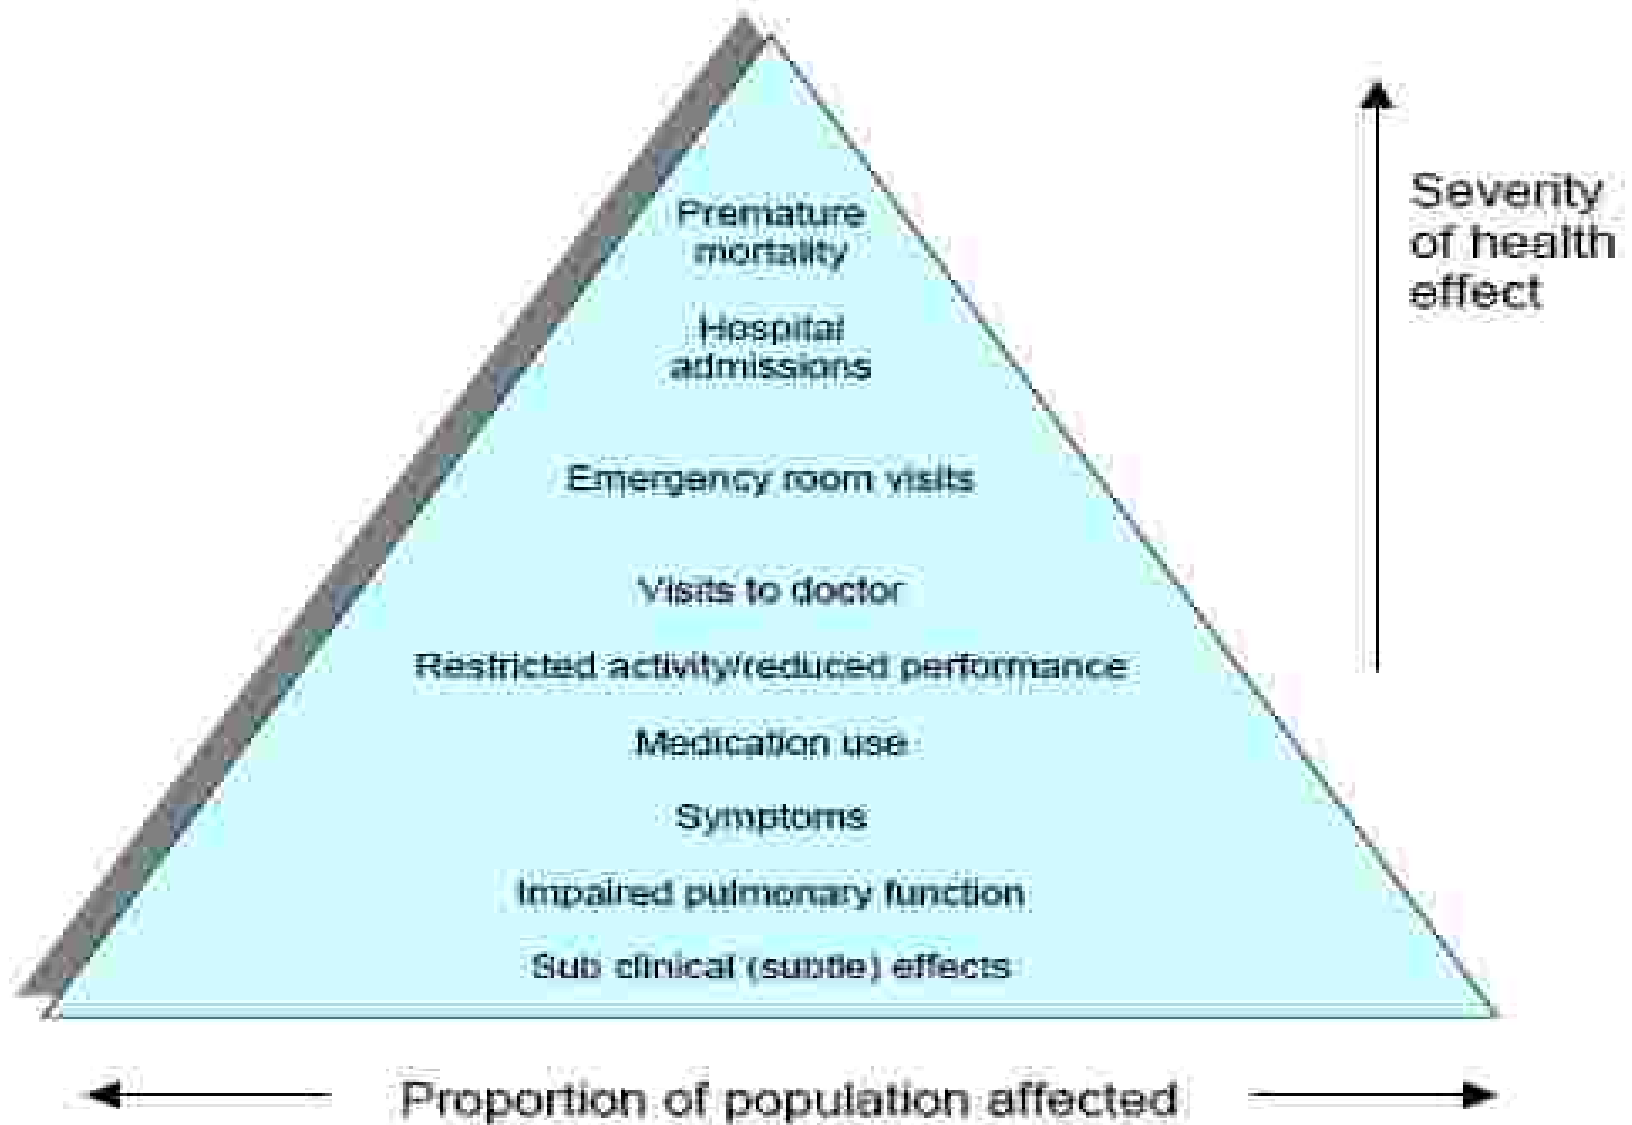 Premature
mortality
Hospital
admissions
Emergency room visits
Visits to doctor
Restricted activity/reduced performance
Medication use
Symptoms
Impaired pulmonary function
Sub clinical (subtle) effects
Severity
of health
effect
Proportion of population affected